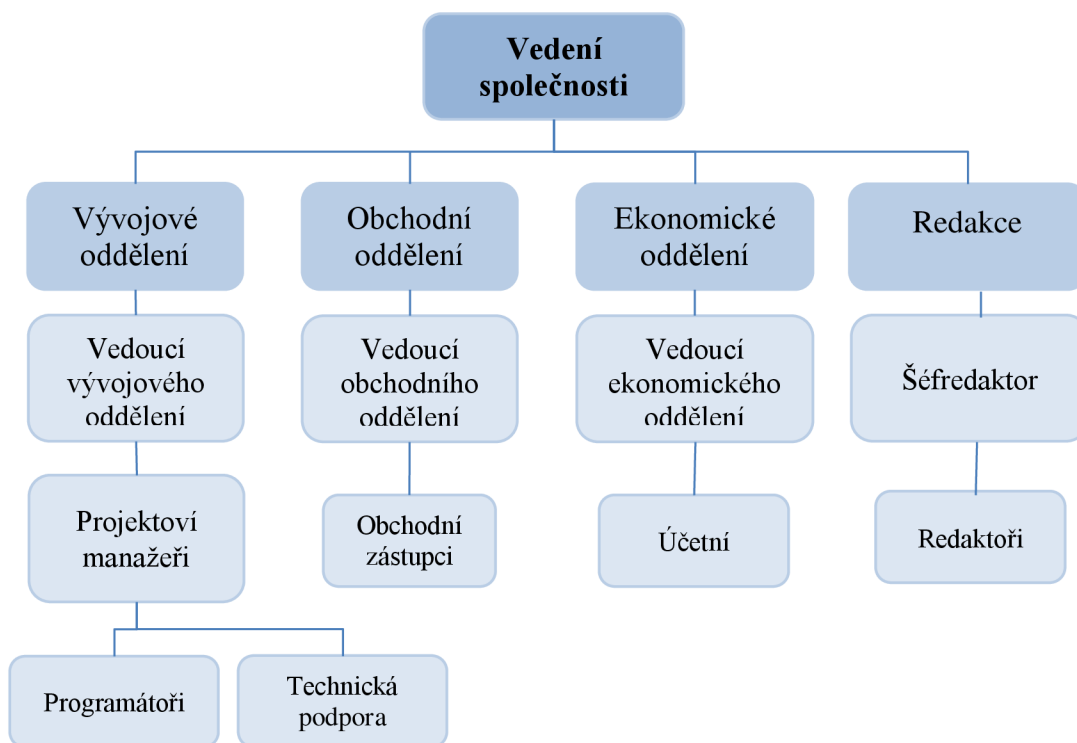 Vedení
společnosti
Vývojové
oddělení
Obchodní
oddělení
Ekonomické
oddělení
Redakce
Vedoucí
vývojového
oddělení
Vedoucí
obchodního
oddělení
Vedoucí
ekonomického
oddělení
Šéfredaktor
Projektoví
manažeři
Obchodní
zástupci
Účetní
Redaktoři
Programátoři
Technická
podpora